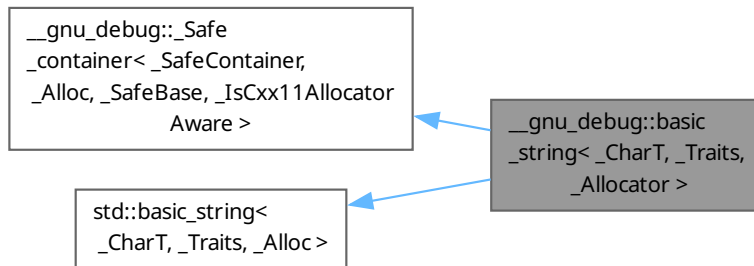 __gnu_debug::_Safe
_container< _SafeContainer,
_Alloc, _SafeBase, _IsCxx11Allocator
Aware >
__gnu_debug::basic
_string< _CharT, _Traits,
_Allocator >
std::basic_string<
_CharT, _Traits, _Alloc >